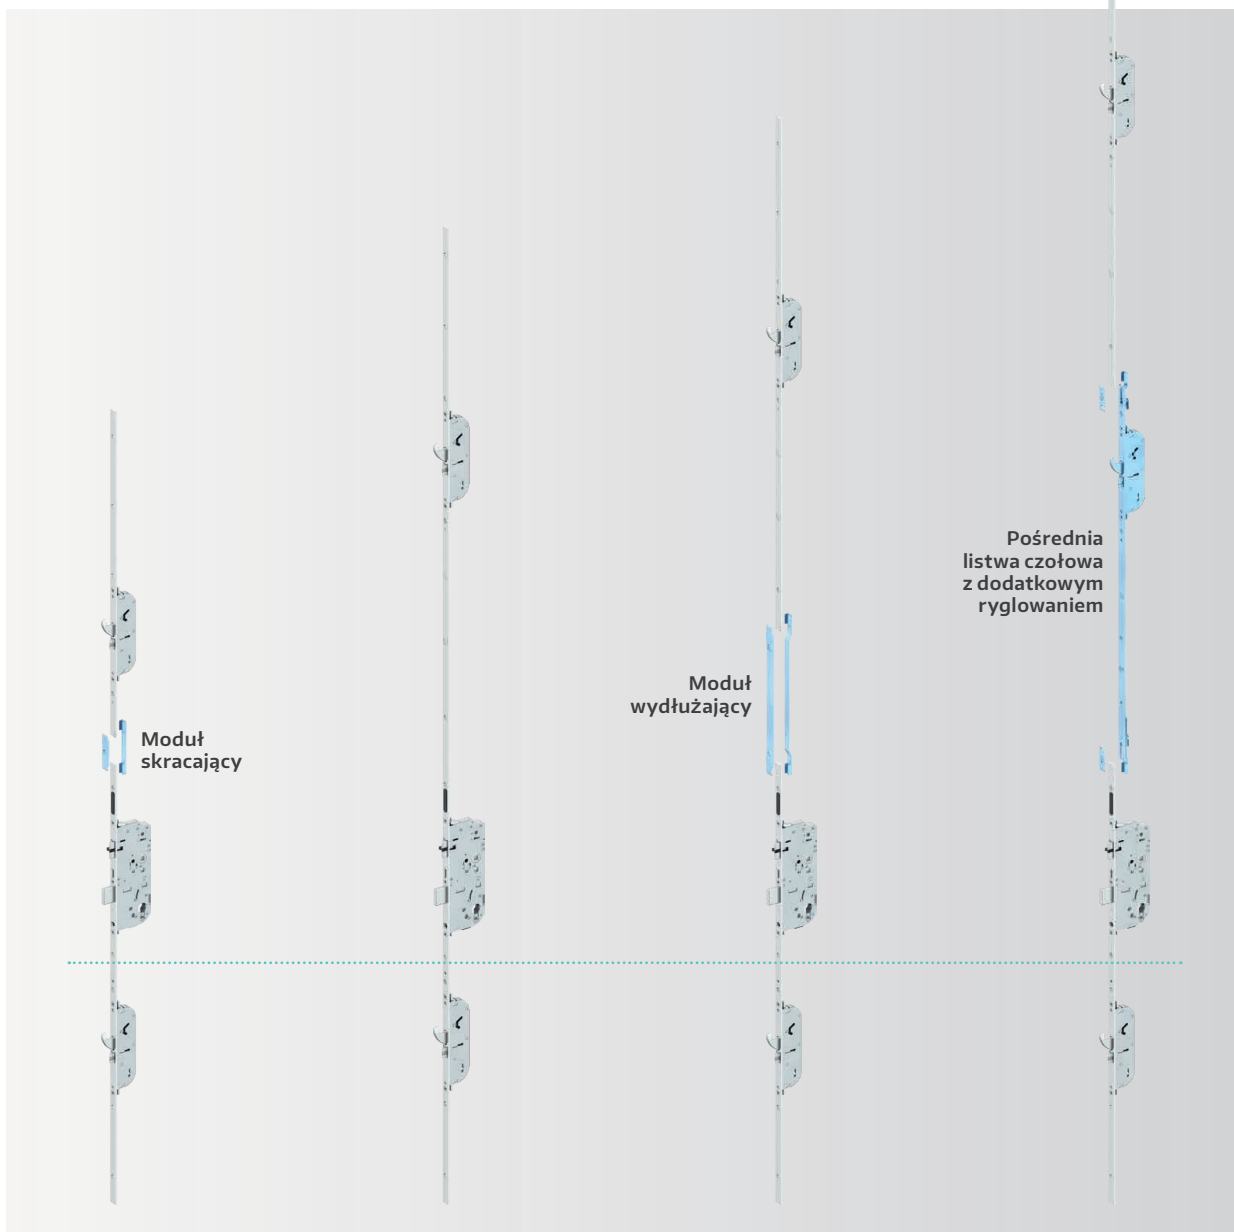 Pośrednia
listwa czołowa
z dodatkowym
ryglowaniem
Moduł
wydłużający
Moduł
skracający